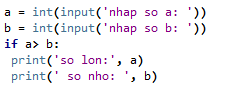 a = int(input('nhap so a: '))
b = int(input('nhap so b: '))
if a> b:
 print('so lon:', a)
 print(' so nho: ', b)